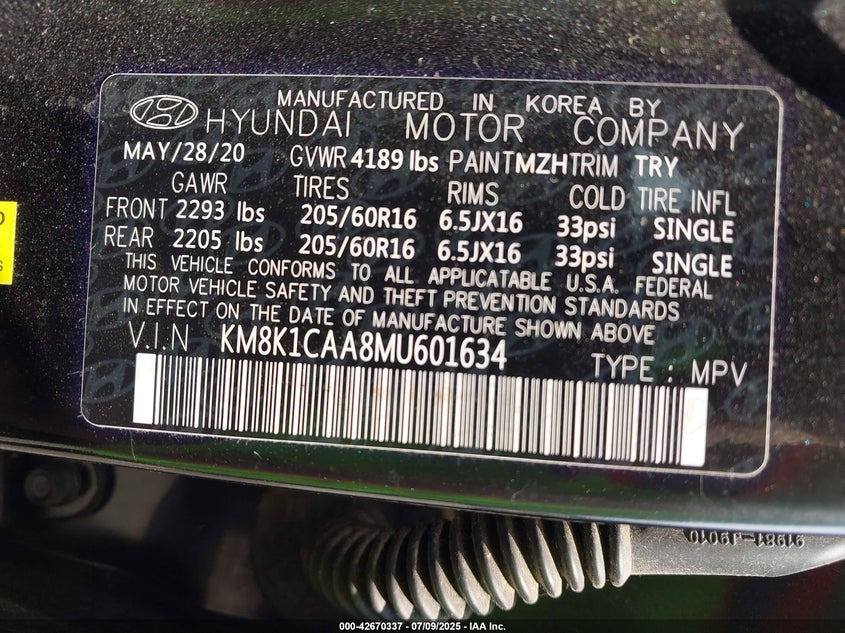 MANUFACTURED IN KOREA BY
HYUNDAI MOTOR COMPANY
MAY/28/20 GVWR 4189 lbs PAINT MZH TRIM TRY
GAWR TIRES RIMS COLD TIRE INFL
FRONT 2293 lbs 205/60R16 6.5JX16 33psi SINGLE
REAR 2205 lbs 205/60R16 6.5JX16 33psi SINGLE
THIS VEHICLE CONFORMS TO ALL APPLICATABLE U.S.A. FEDERAL
MOTOR VEHICLE SAFETY AND THEFT PREVENTION STANDARDS
IN EFFECT ON THE DATE OF MANUFACTURE SHOWN ABOVE
V.I.N KM8K1CAA8MU601634 TYPE : MPV
91981-J9010
000-42670337 - 07/09/2025 - IAA Inc.